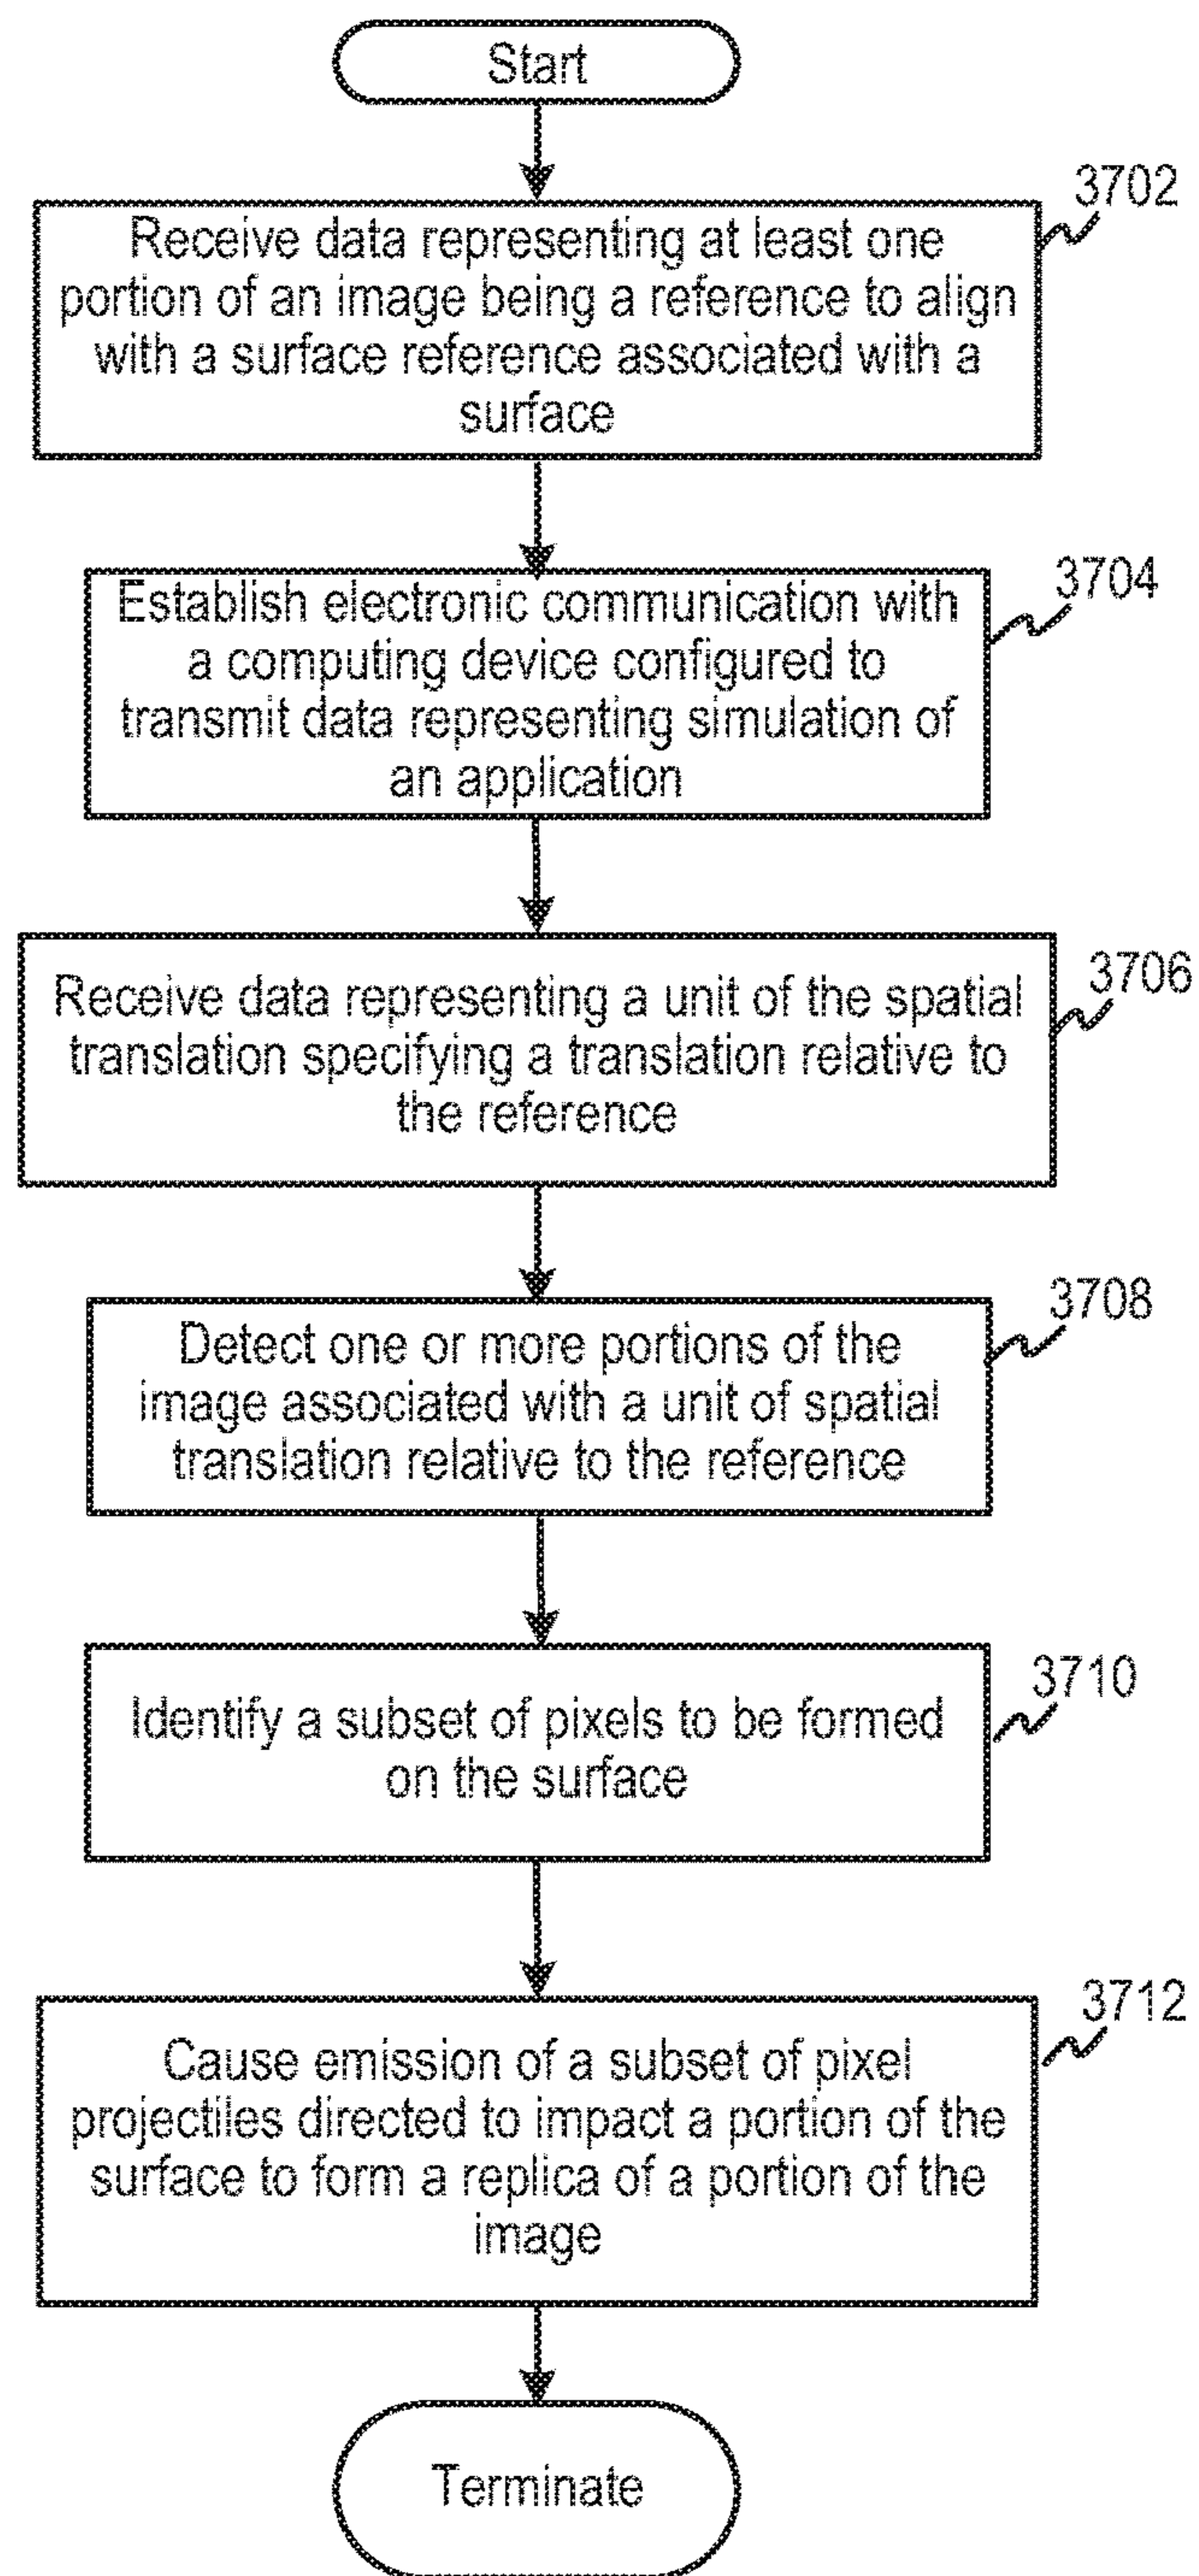 Start
3702
Receive data representing at least one
portion of an image being a reference to align
with a surface reference associated with a
surface
3704
Establish electronic communication with
a computing device configured to
transmit data representing simulation of
an application
3706
Receive data representing a unit of the spatial
translation specifying a translation relative to
the reference
3708
Detect one or more portions of the
image associated with a unit of spatial
translation relative to the reference
3710
Identify a subset of pixels to be formed
on the surface
3712
Cause emission of a subset of pixel
projectiles directed to impact a portion of the
surface to form a replica of a portion of the
image
Terminate